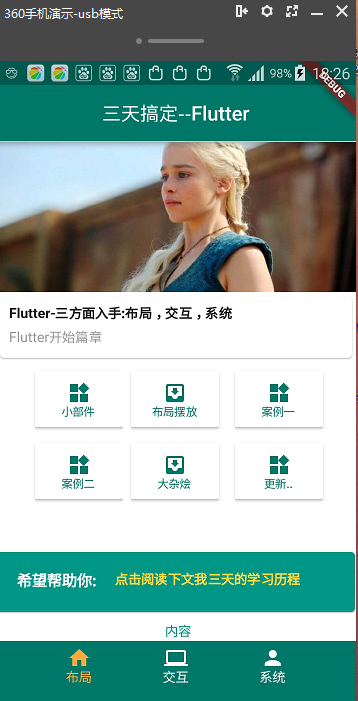 360手机演示-usb模式
98% 18:26
DEBUG
三天搞定--Flutter
Flutter-三方面入手:布局，交互，系统
Flutter开始篇章
小部件 布局摆放 案例一
案例二 大杂烩 更新..
希望帮助你: 点击阅读下文我三天的学习历程
内容
布局 交互 系统